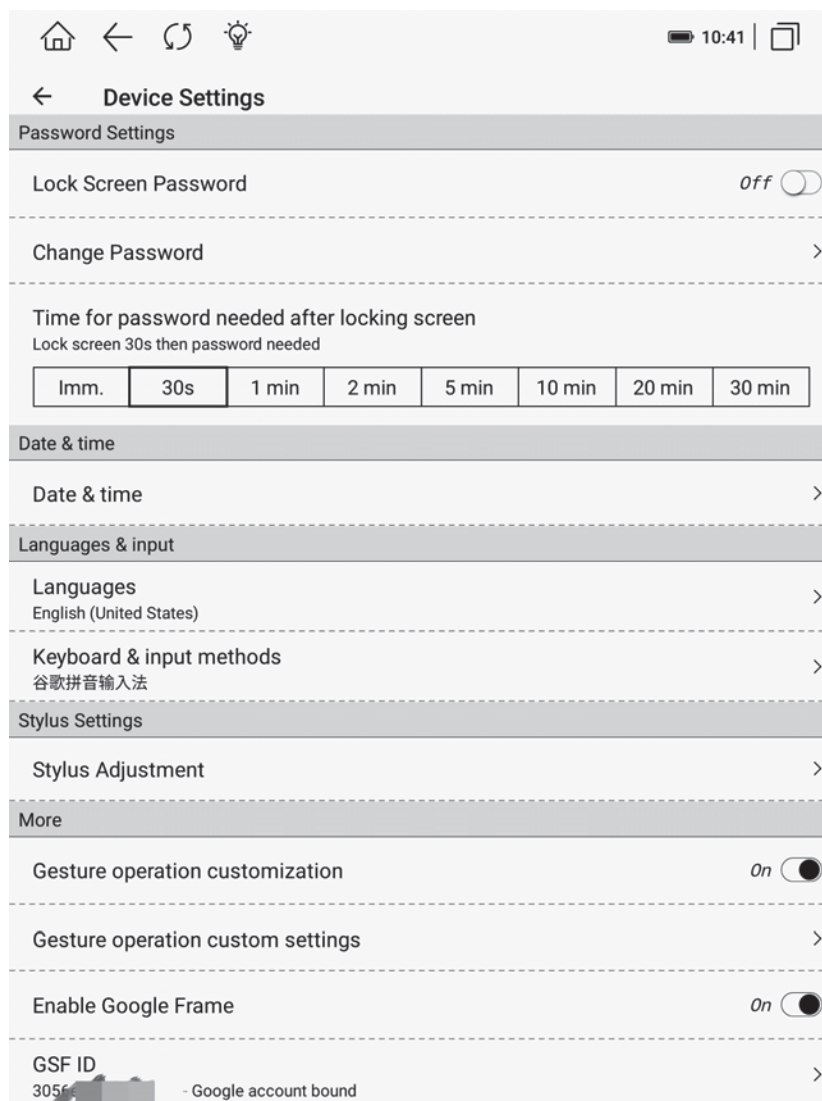 10:41
Device Settings
Password Settings
Lock Screen Password Off
Change Password
Time for password needed after locking screen
Lock screen 30s then password needed
Imm. 30s 1 min 2 min 5 min 10 min 20 min 30 min
Date & time
Date & time
Languages & input
Languages
English (United States)
Keyboard & input methods
谷歌拼音输入法
Stylus Settings
Stylus Adjustment
More
Gesture operation customization On
Gesture operation custom settings
Enable Google Frame On
GSF ID
- Google account bound